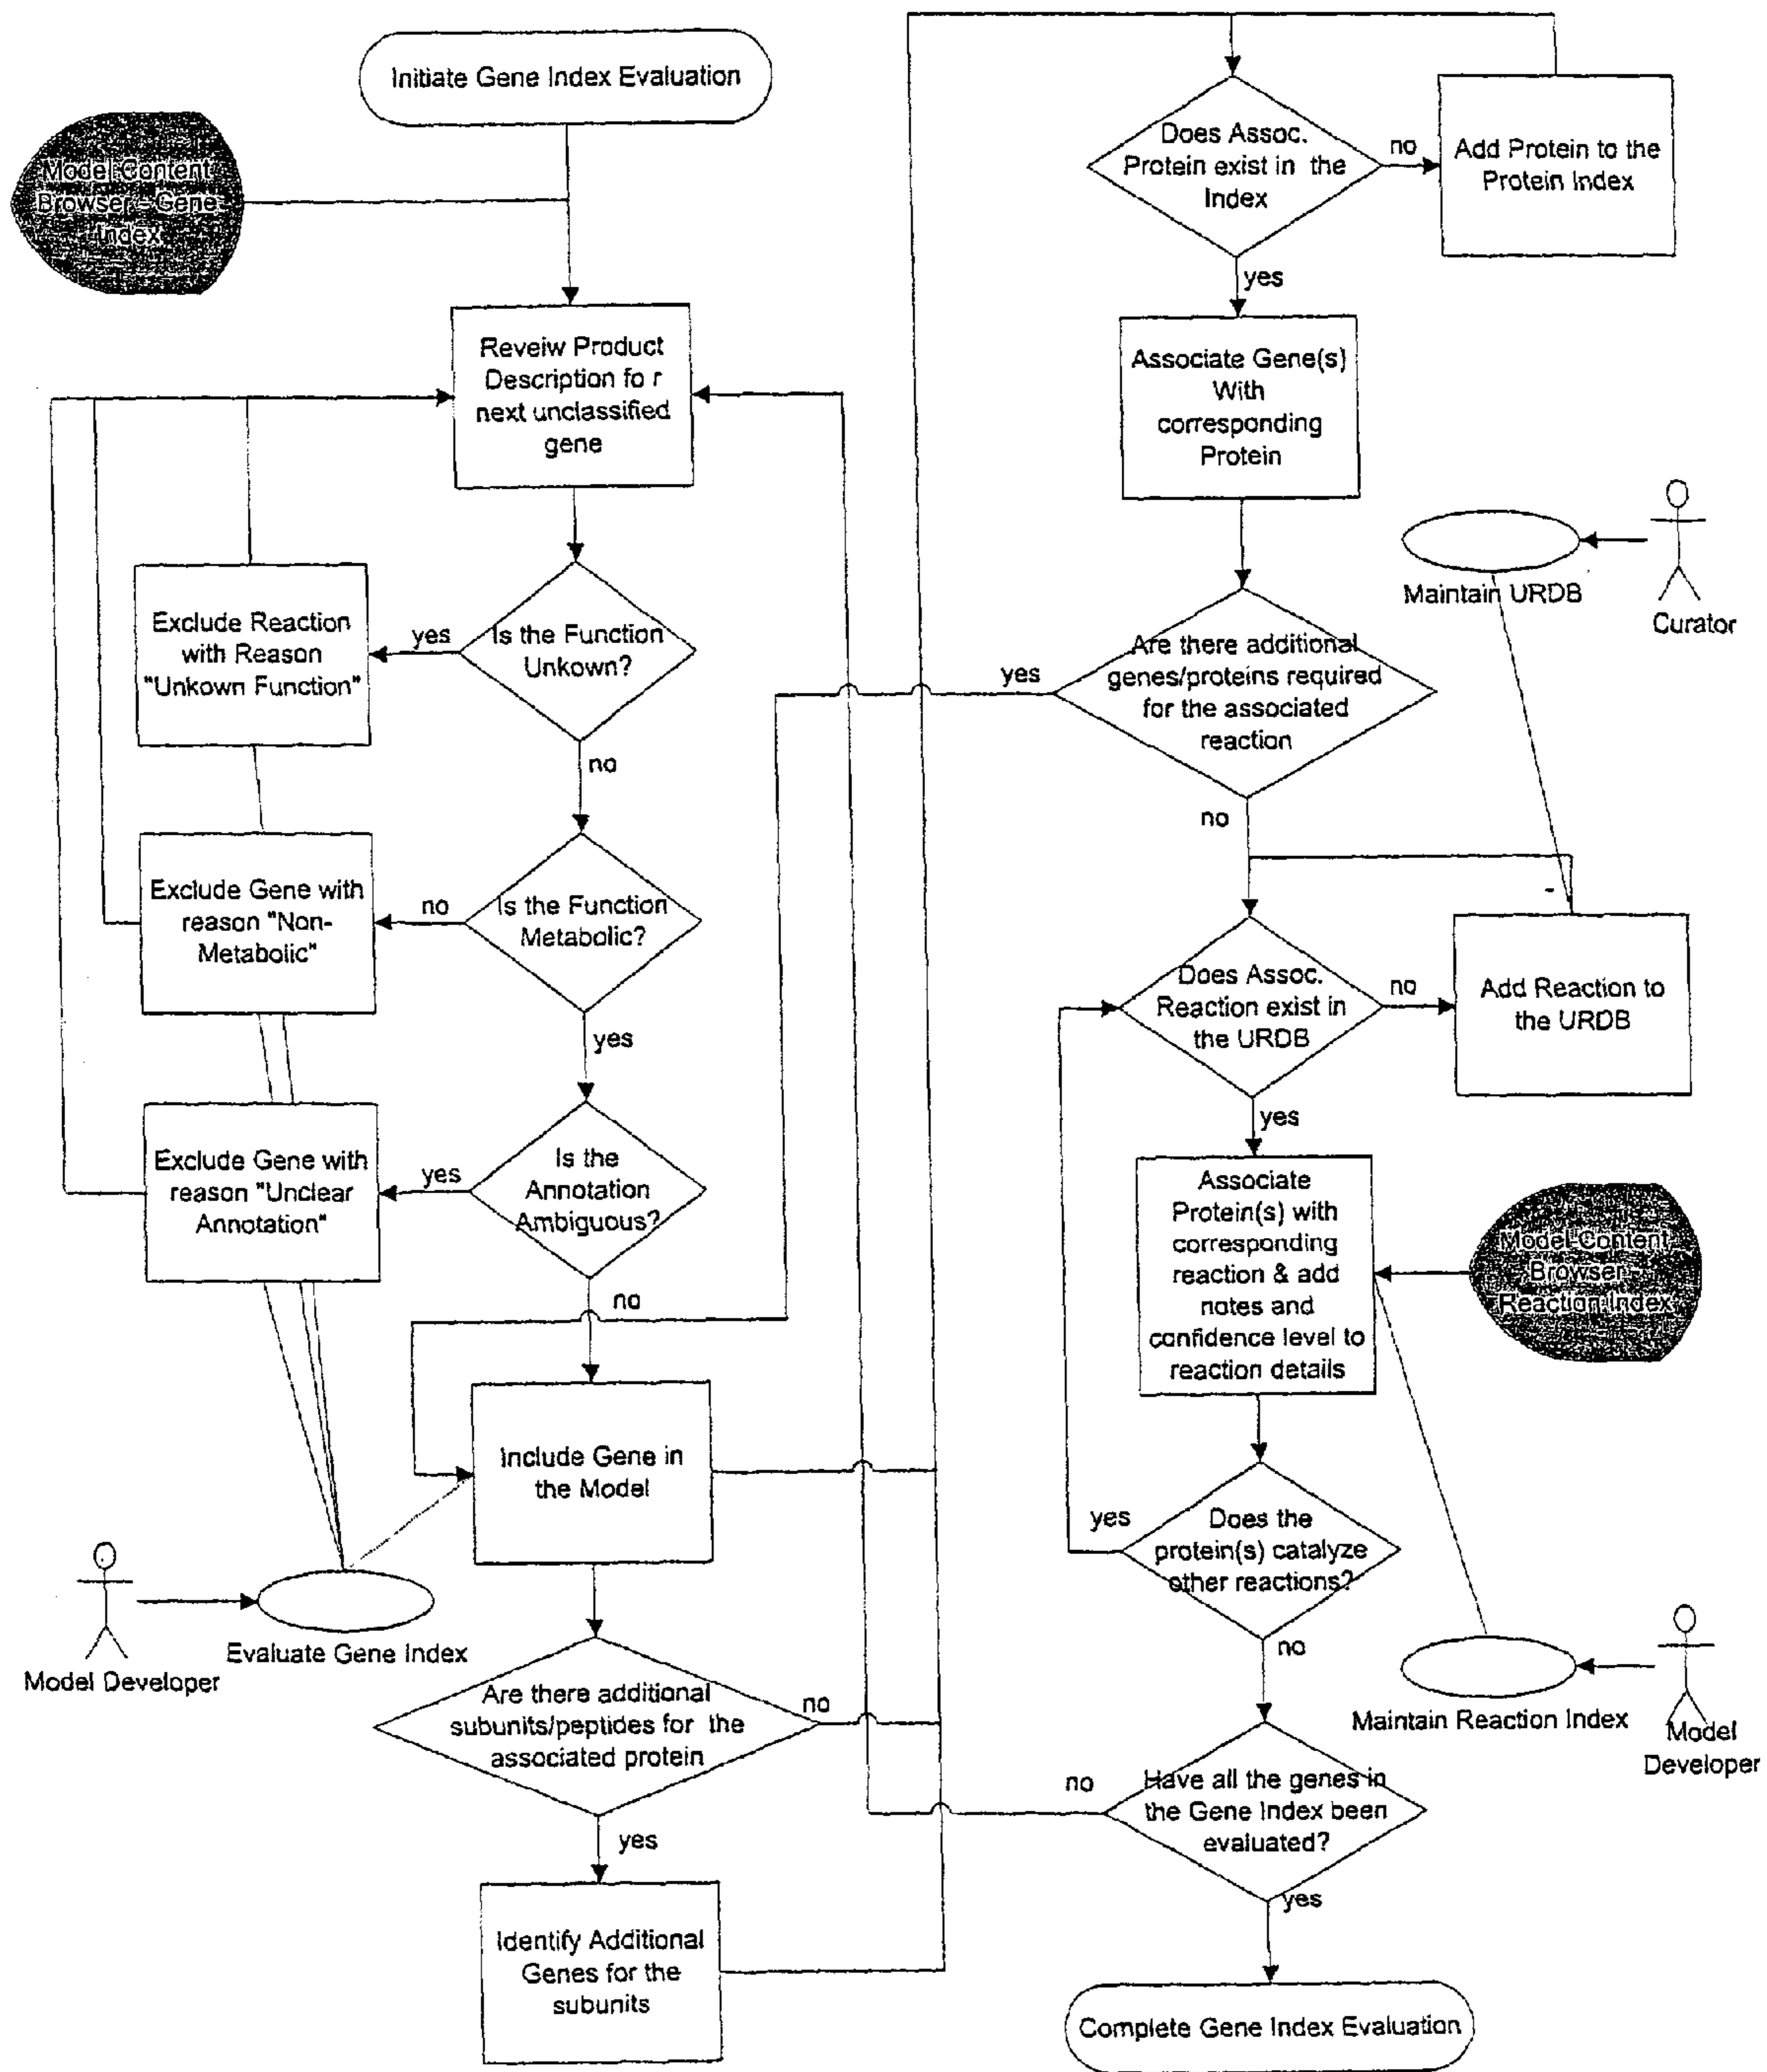 Initiate Gene Index Evaluation
Model Content
Browser - Gene
Index
Reveiw Product
Description fo r
next unclassified
gene
Is the Function
Unkown?
yes
no
Exclude Reaction
with Reason
"Unkown Function"
Is the Function
Metabolic?
no
yes
Exclude Gene with
reason "Non-
Metabolic"
Is the
Annotation
Ambiguous?
yes
no
Exclude Gene with
reason "Unclear
Annotation"
Include Gene in
the Model
Model Developer
Evaluate Gene Index
Are there additional
subunits/peptides for the
associated protein
no
yes
Identify Additional
Genes for the
subunits
Does Assoc.
Protein exist in the
Index
no
Add Protein to the
Protein Index
yes
Associate Gene(s)
With
corresponding
Protein
Maintain URDB
Curator
Are there additional
genes/proteins required
for the associated
reaction
yes
no
Does Assoc.
Reaction exist in
the URDB
no
Add Reaction to
the URDB
yes
Associate
Protein(s) with
corresponding
reaction & add
notes and
confidence level to
reaction details
Model Content
Browser -
Reaction Index
Does the
protein(s) catalyze
other reactions?
yes
no
Maintain Reaction Index
Model
Developer
Have all the genes in
the Gene Index been
evaluated?
no
yes
Complete Gene Index Evaluation